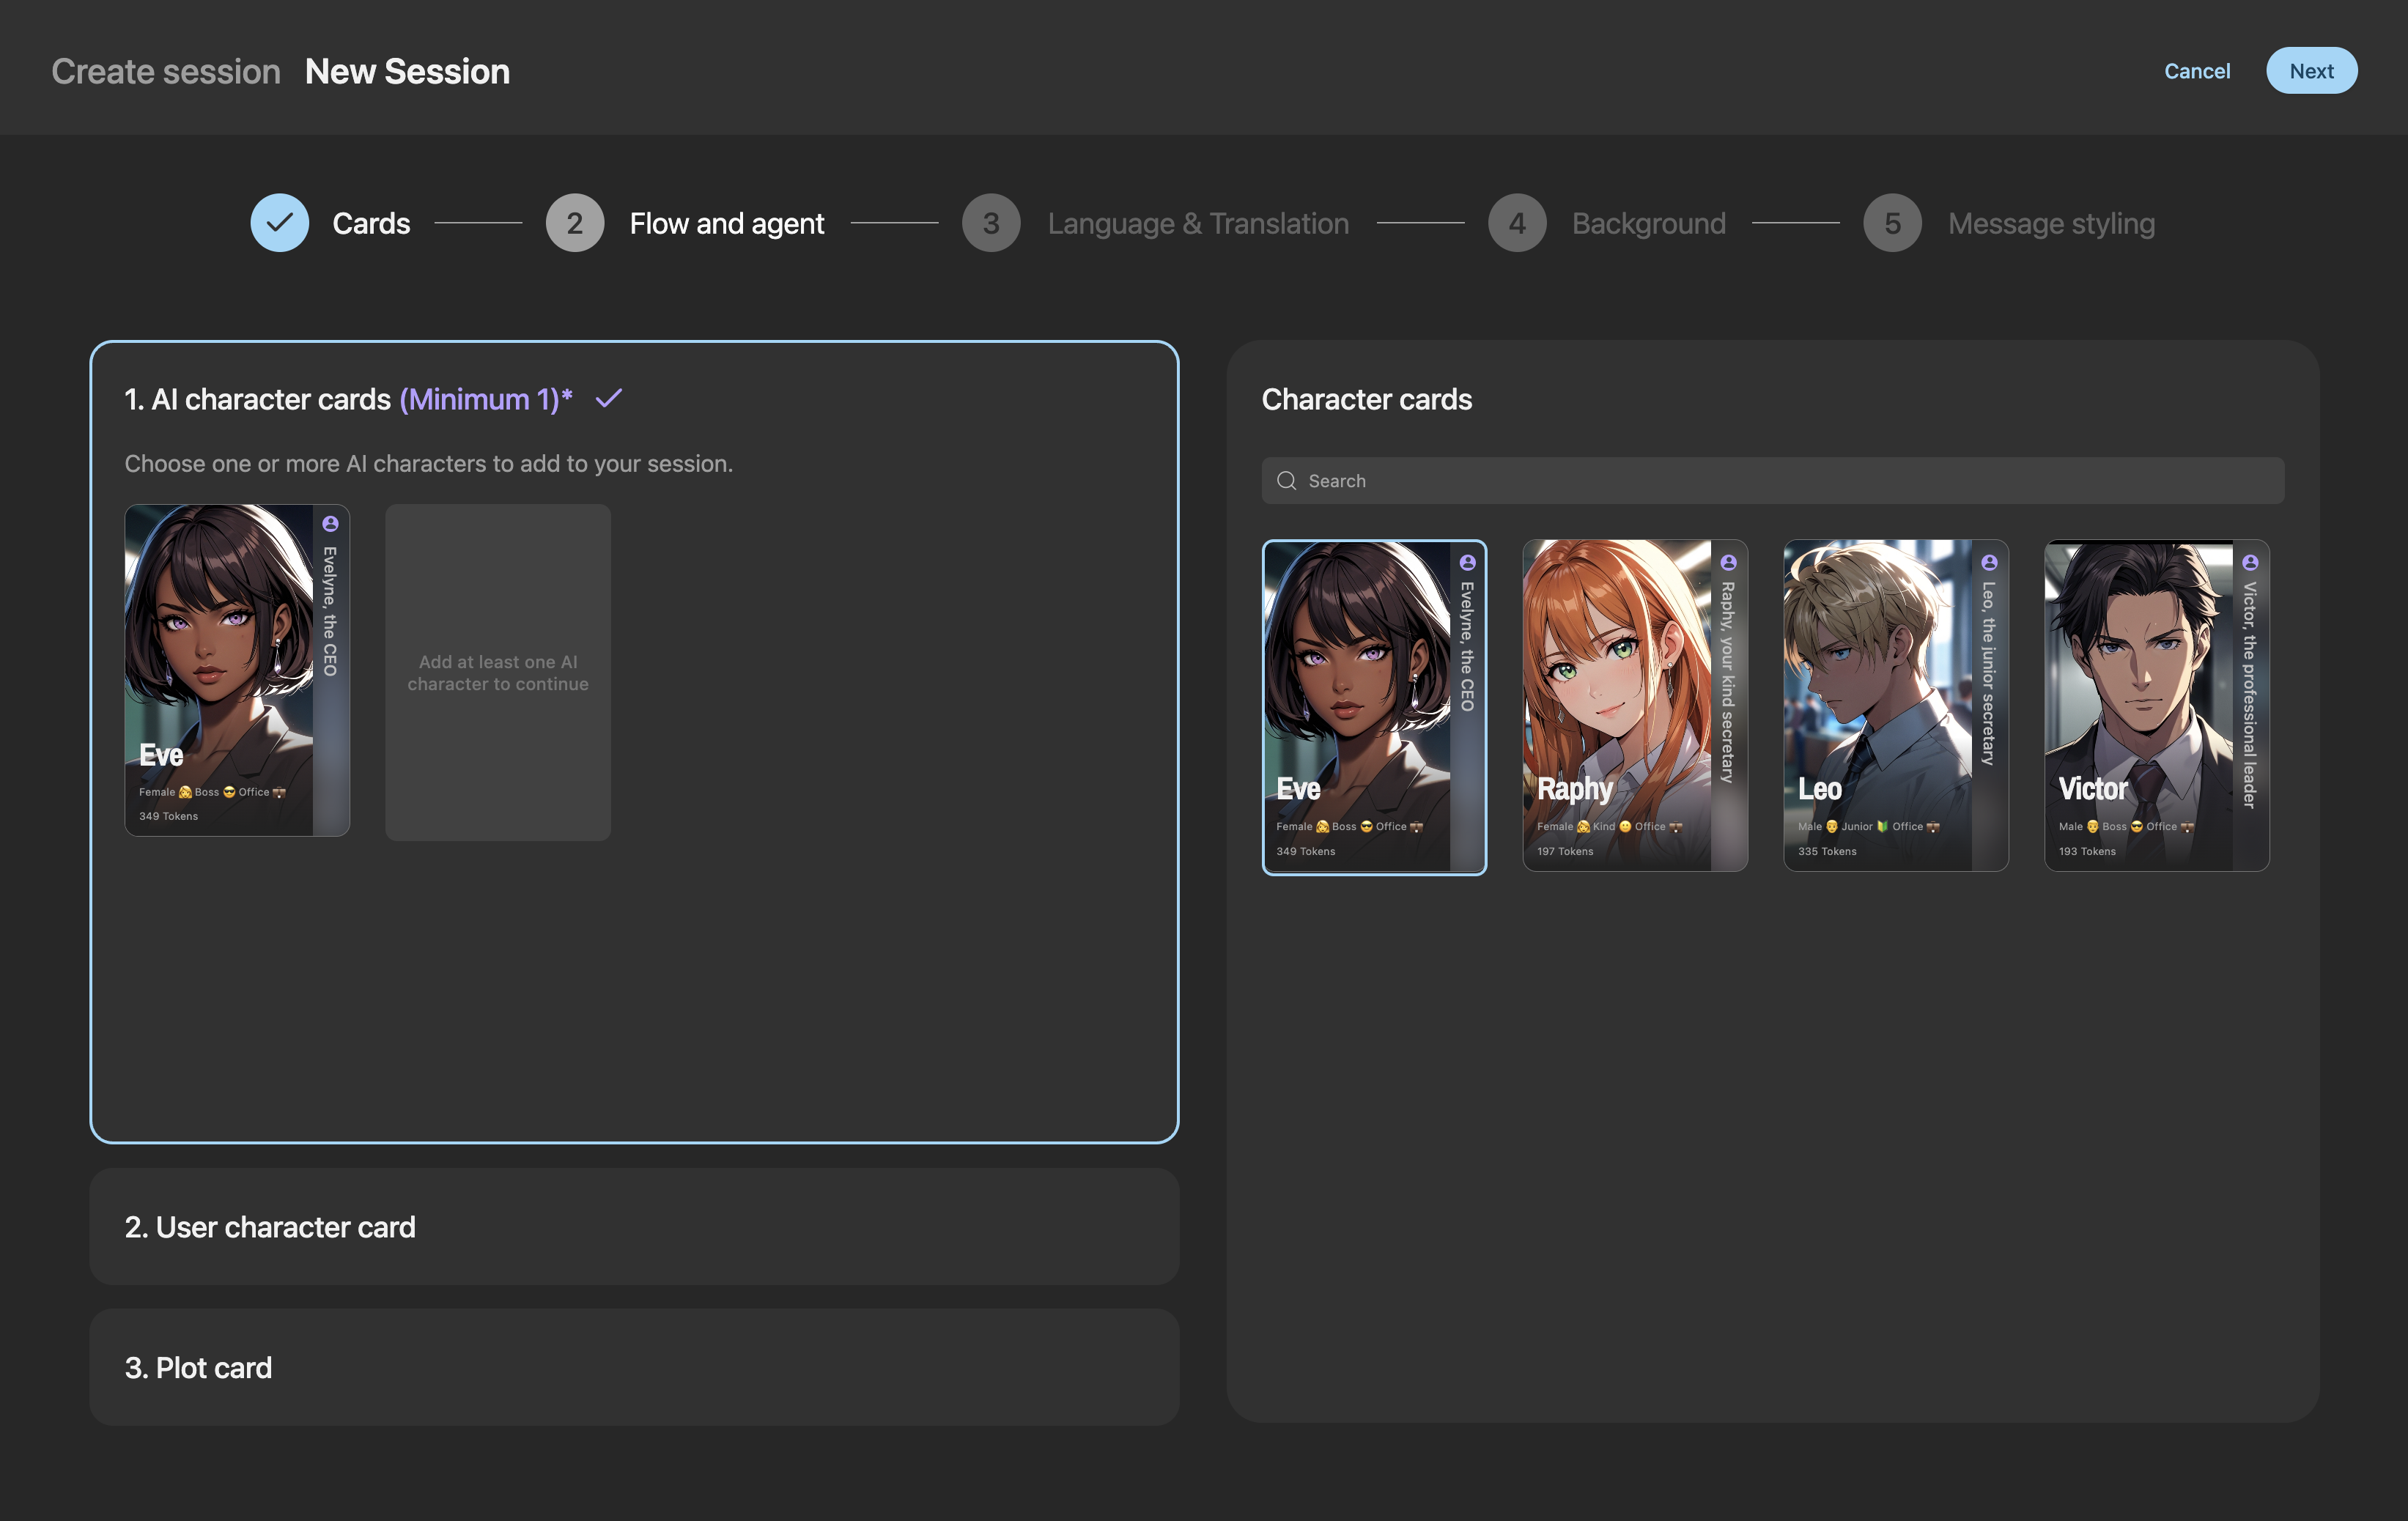 Create session New Session
Cancel
Next
Cards
2
Flow and agent
3
Language & Translation
4
Background
5
Message styling
1. AI character cards (Minimum 1)*
Choose one or more AI characters to add to your session.
Evelyne, the CEO
Eve
Female 👩 Boss 😎 Office 💼
349 Tokens
Add at least one AI
character to continue
2. User character card
3. Plot card
Character cards
Search
Evelyne, the CEO
Eve
Female 👩 Boss 😎 Office 💼
349 Tokens
Raphy, your kind secretary
Raphy
Female 👩 Kind 🙂 Office 💼
197 Tokens
Leo, the junior secretary
Leo
Male 👨 Junior 🔰 Office 💼
335 Tokens
Victor, the professional leader
Victor
Male 👨 Boss 😎 Office 💼
193 Tokens